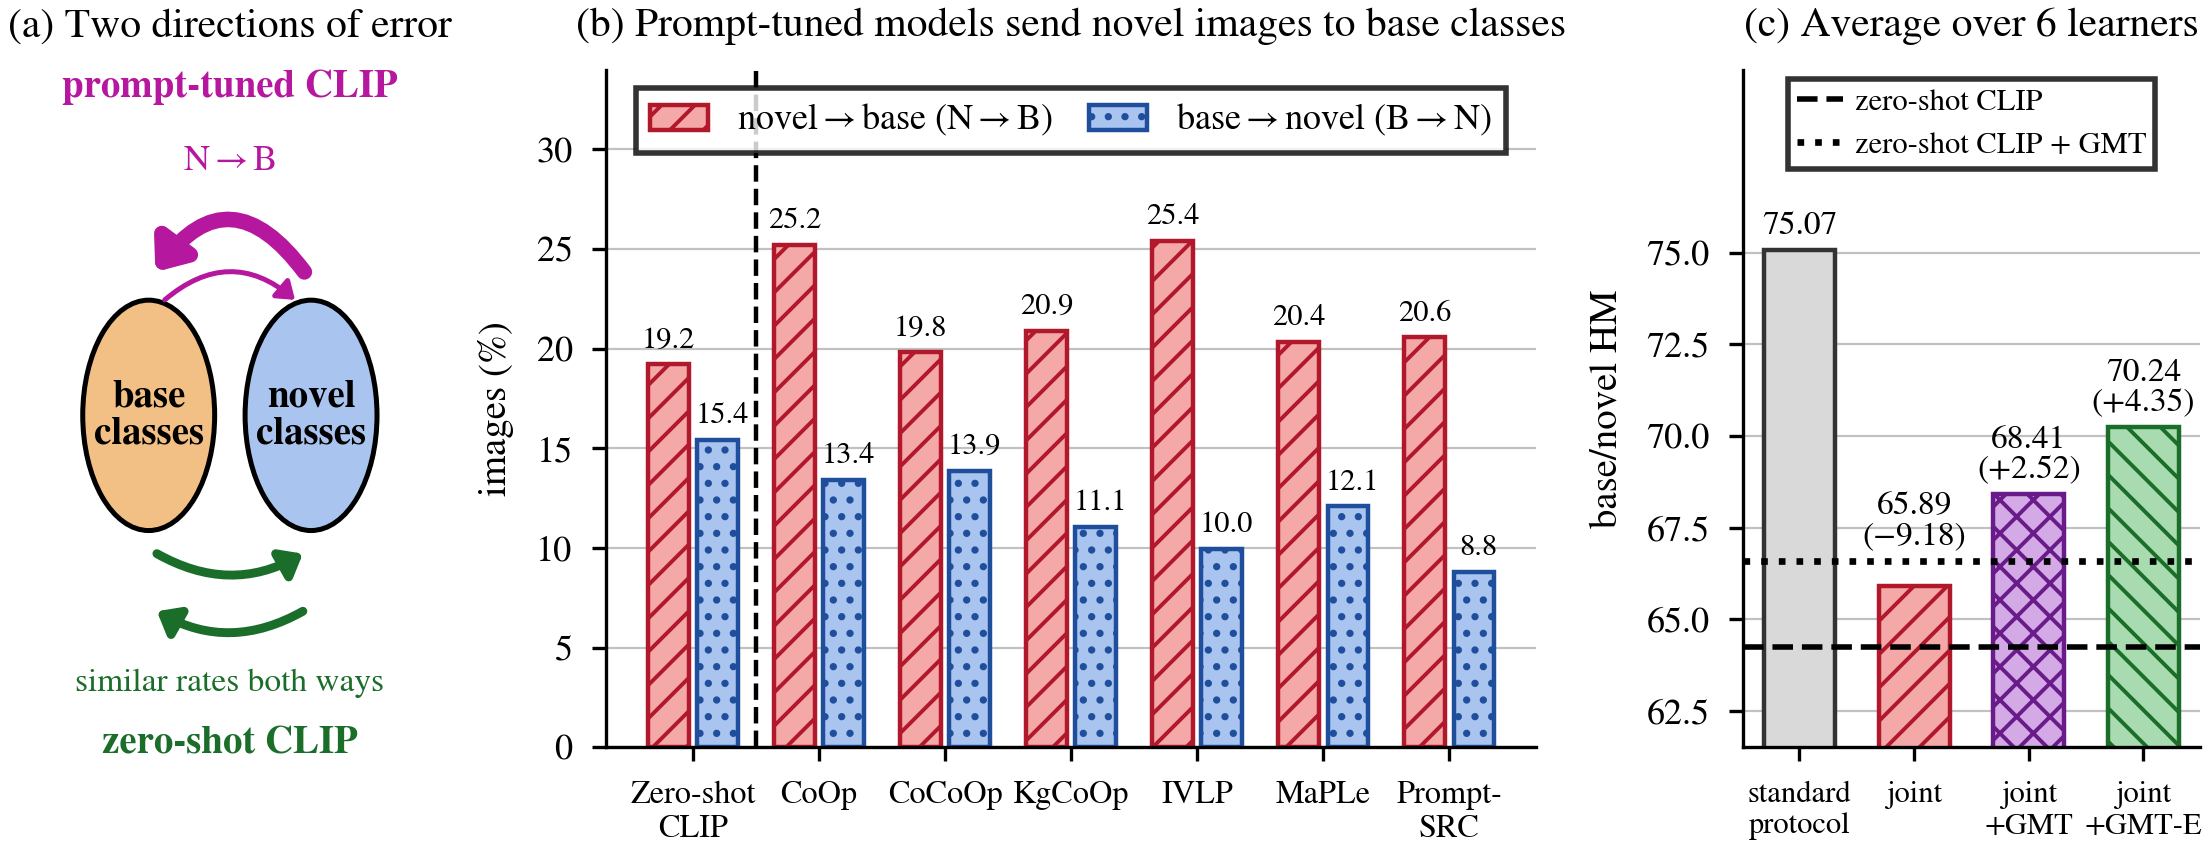 (a) Two directions of error
prompt-tuned CLIP
N→B
base
classes
novel
classes
similar rates both ways
zero-shot CLIP
(b) Prompt-tuned models send novel images to base classes
novel→base (N→B)
base→novel (B→N)
images (%)
30
25
20
15
10
5
0
19.2
15.4
25.2
13.4
19.8
13.9
20.9
11.1
25.4
10.0
20.4
12.1
20.6
8.8
Zero-shot
CLIP
CoOp
CoCoOp
KgCoOp
IVLP
MaPLe
Prompt-
SRC
(c) Average over 6 learners
zero-shot CLIP
zero-shot CLIP + GMT
base/novel HM
75.0
72.5
70.0
67.5
65.0
62.5
75.07
65.89
(−9.18)
68.41
(+2.52)
70.24
(+4.35)
standard
protocol
joint
joint
+GMT
joint
+GMT-E